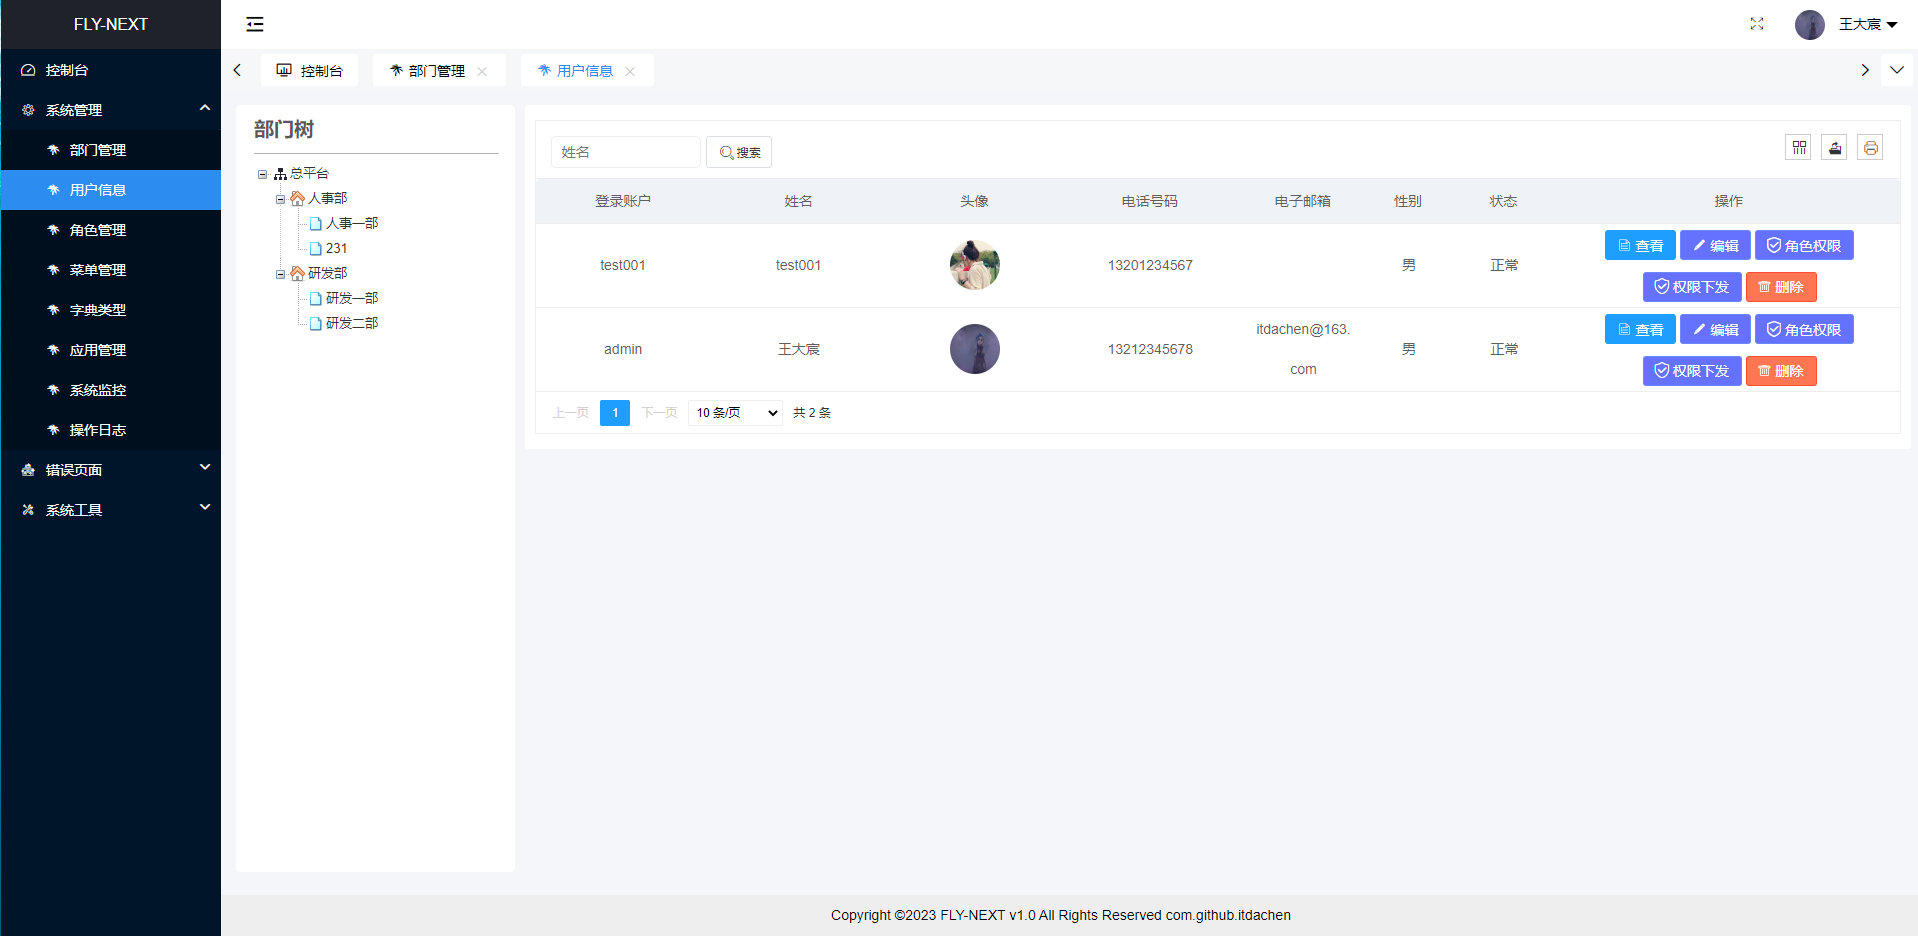 FLY-NEXT
王大宸
控制台
系统管理
部门管理
用户信息
角色管理
菜单管理
字典类型
应用管理
系统监控
操作日志
错误页面
系统工具
控制台 部门管理 用户信息
部门树
总平台
人事部
人事一部
231
研发部
研发一部
研发二部
姓名 搜索
登录账户 姓名 头像 电话号码 电子邮箱 性别 状态 操作
test001 test001 13201234567 男 正常 查看 编辑 角色权限
权限下发 删除
admin 王大宸 13212345678 itdachen@163.
com 男 正常 查看 编辑 角色权限
权限下发 删除
上一页 1 下一页 10 条/页 共 2 条
Copyright ©2023 FLY-NEXT v1.0 All Rights Reserved com.github.itdachen